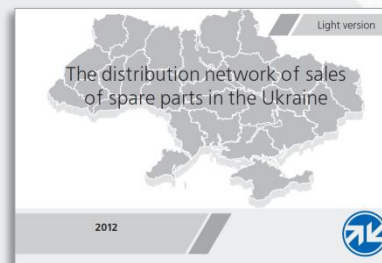 Light version
The distribution network of sales
of spare parts in the Ukraine
2012